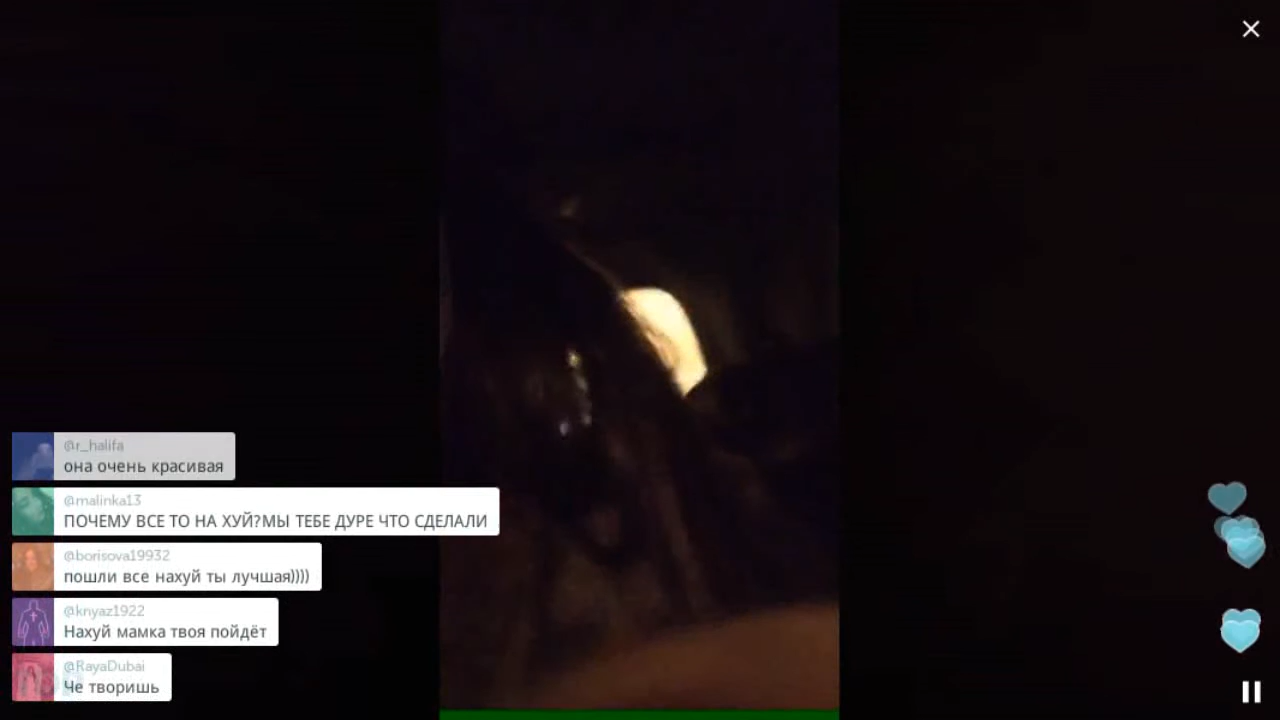 @r_halifa
она очень красивая
@malinka13
ПОЧЕМУ ВСЕ ТО НА ХУЙ?МЫ ТЕБЕ ДУРЕ ЧТО СДЕЛАЛИ
@borisova19932
пошли все нахуй ты лучшая))))
@knyaz1922
Нахуй мамка твоя пойдёт
@RayaDubai
Че творишь